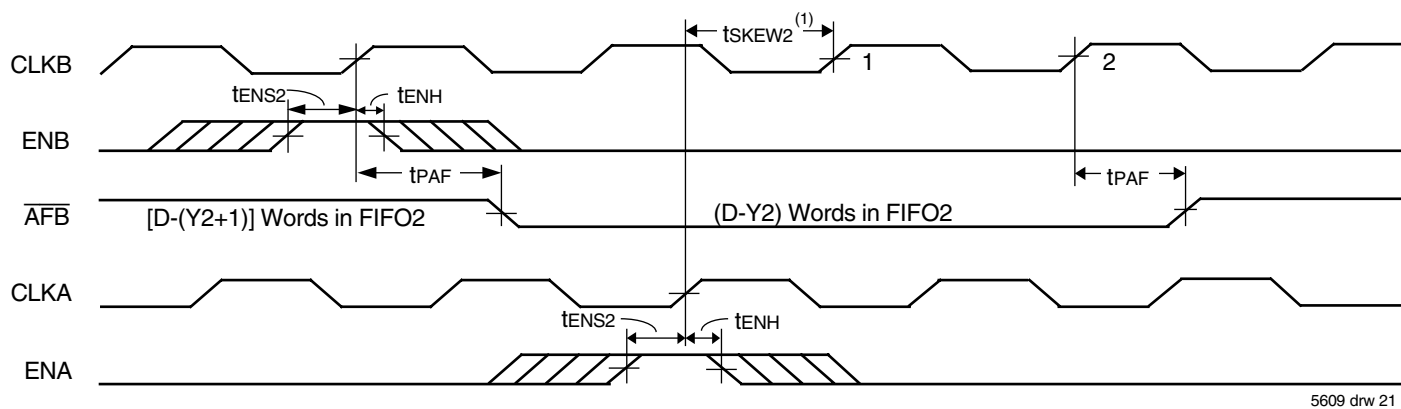 tSKEW2(1)
CLKB 1 2
tENS2 tENH
ENB
tPAF tPAF
AFB [D-(Y2+1)] Words in FIFO2 (D-Y2) Words in FIFO2
CLKA
tENS2 tENH
ENA
5609 drw 21